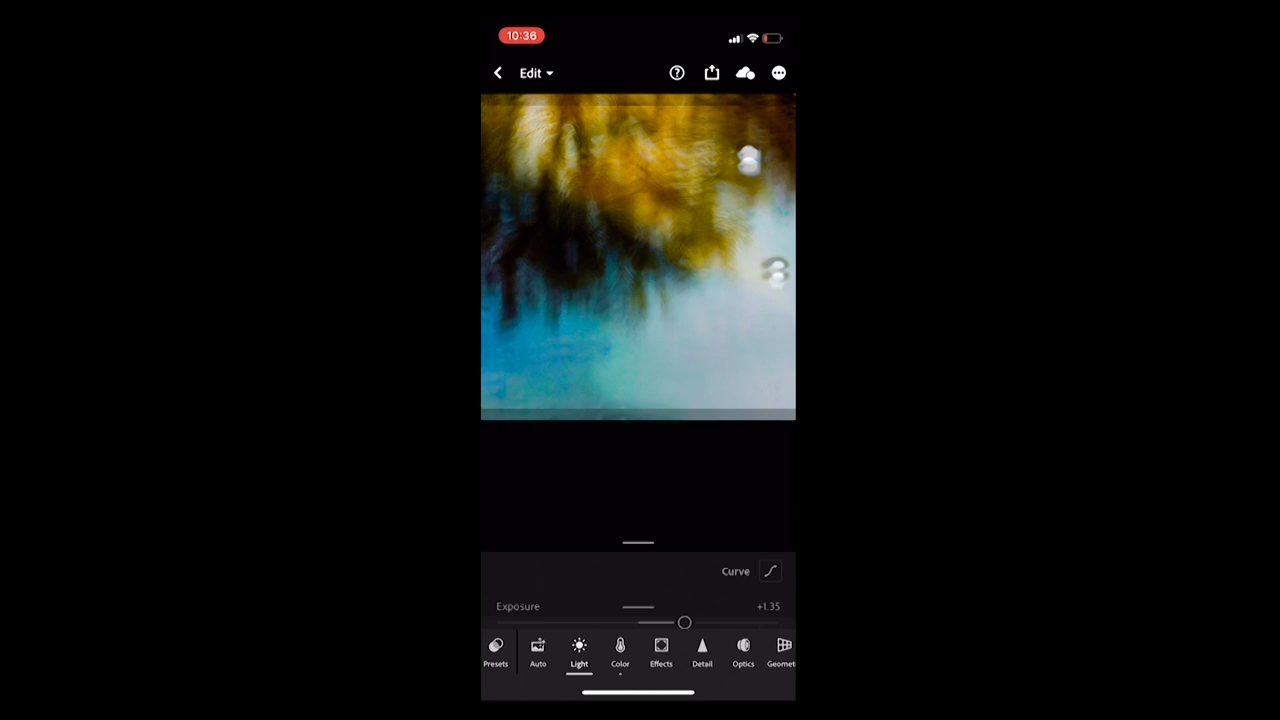 10:36
Edit
Curve
Exposure
+1.35
Presets
Auto
Light
Color
Effects
Detail
Optics
Geomet